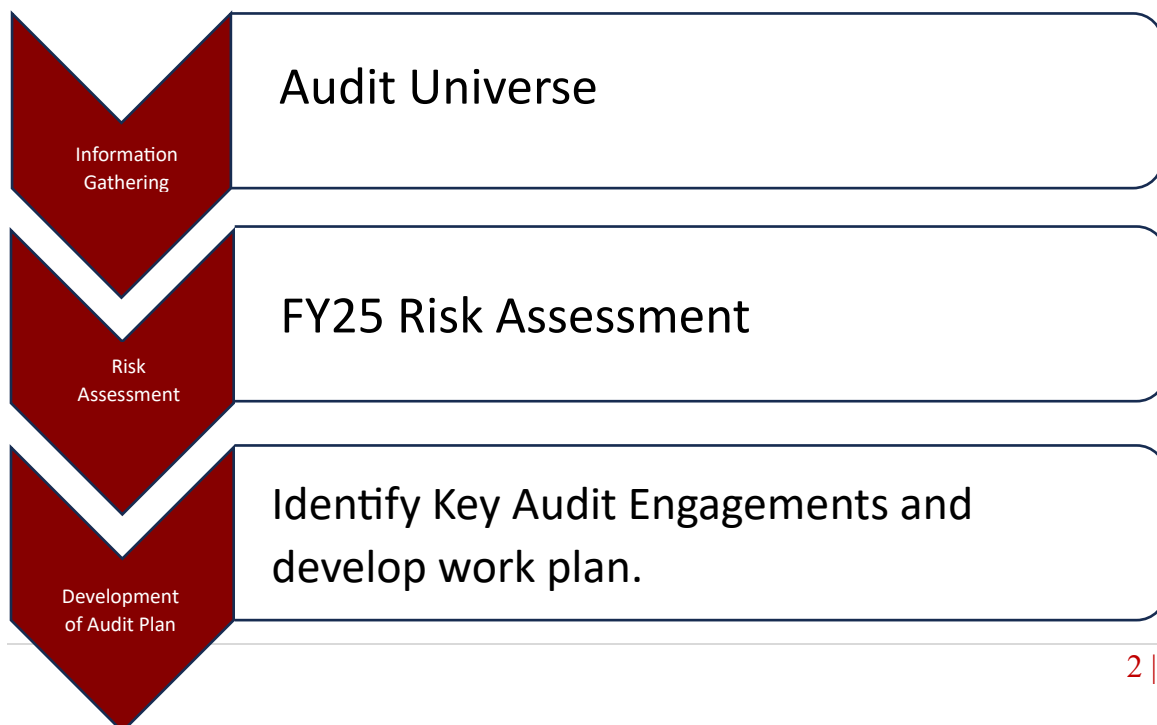 Audit Universe
Information
Gathering
FY25 Risk Assessment
Risk
Assessment
Identify Key Audit Engagements and
develop work plan.
Development
of Audit Plan
2 |